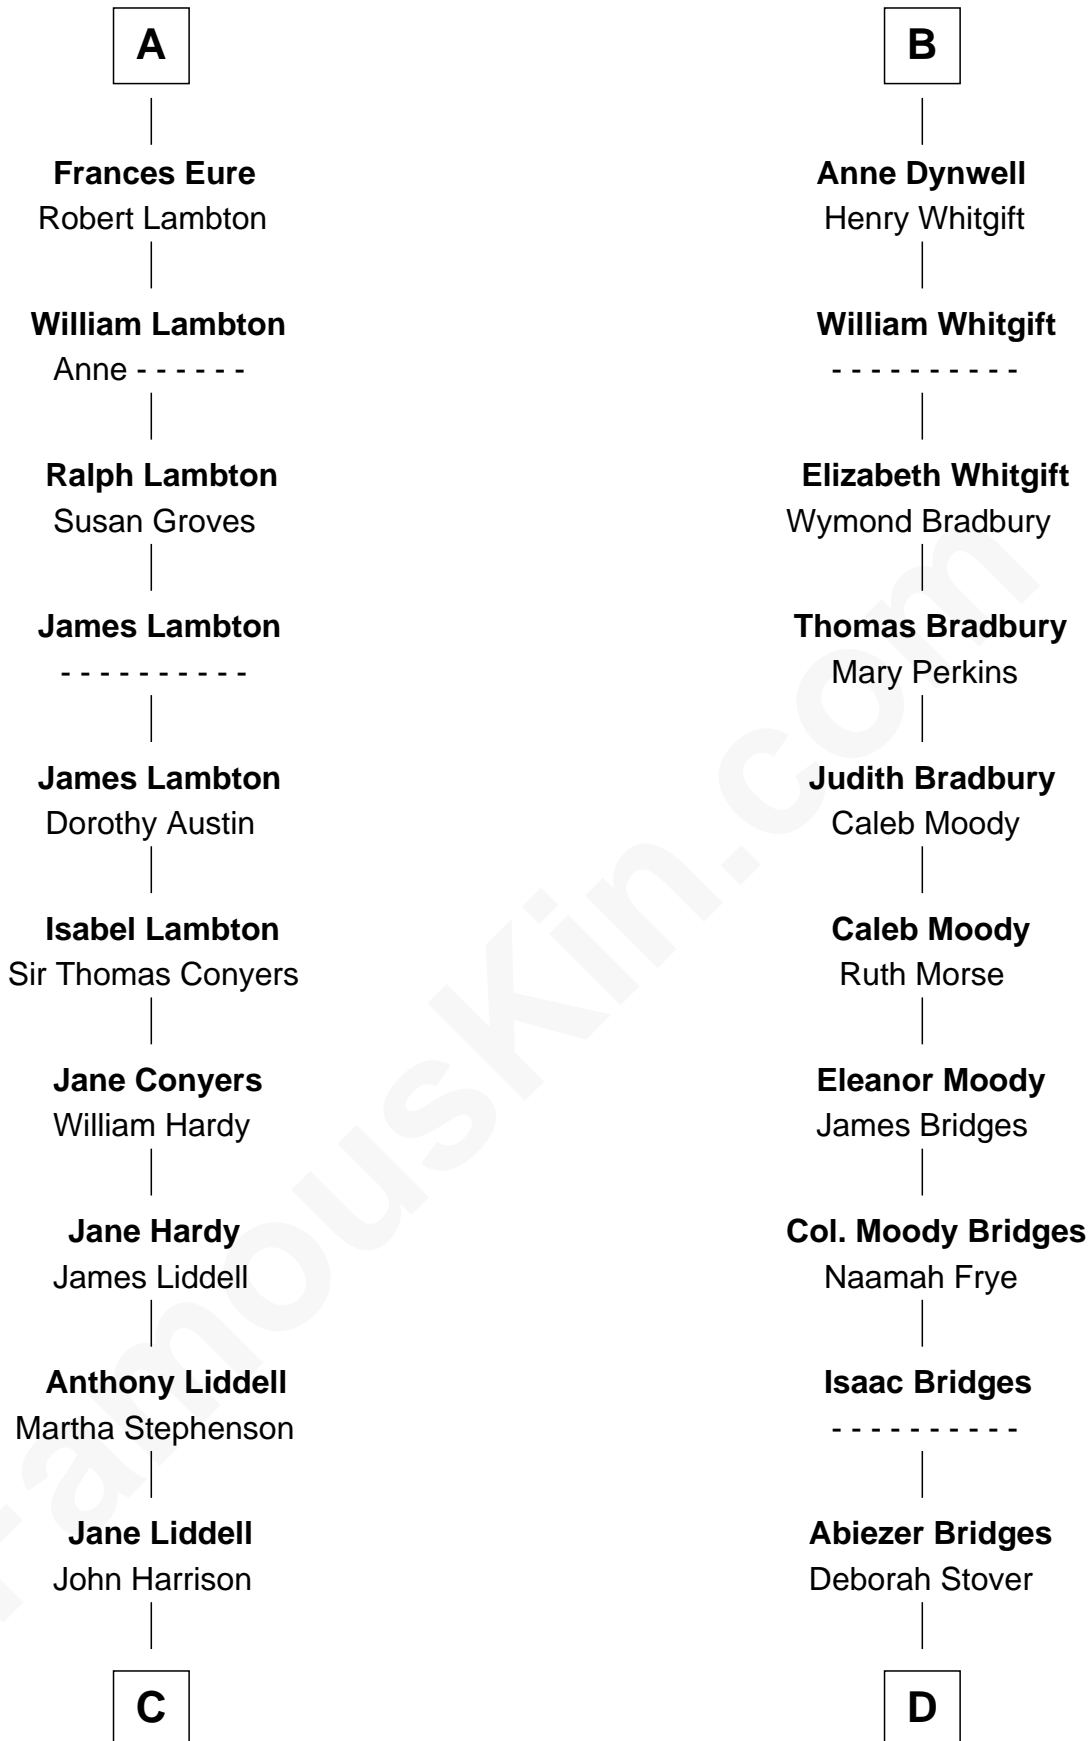 A
Frances Eure
Robert Lambton
William Lambton
Anne - - - - - -
Ralph Lambton
Susan Groves
James Lambton
- - - - - - - - - -
James Lambton
Dorothy Austin
Isabel Lambton
Sir Thomas Conyers
Jane Conyers
William Hardy
Jane Hardy
James Liddell
Anthony Liddell
Martha Stephenson
Jane Liddell
John Harrison
C
B
Anne Dynwell
Henry Whitgift
William Whitgift
- - - - - - - - - -
Elizabeth Whitgift
Wymond Bradbury
Thomas Bradbury
Mary Perkins
Judith Bradbury
Caleb Moody
Caleb Moody
Ruth Morse
Eleanor Moody
James Bridges
Col. Moody Bridges
Naamah Frye
Isaac Bridges
- - - - - - - - - -
Abiezer Bridges
Deborah Stover
D
FamousKin.com